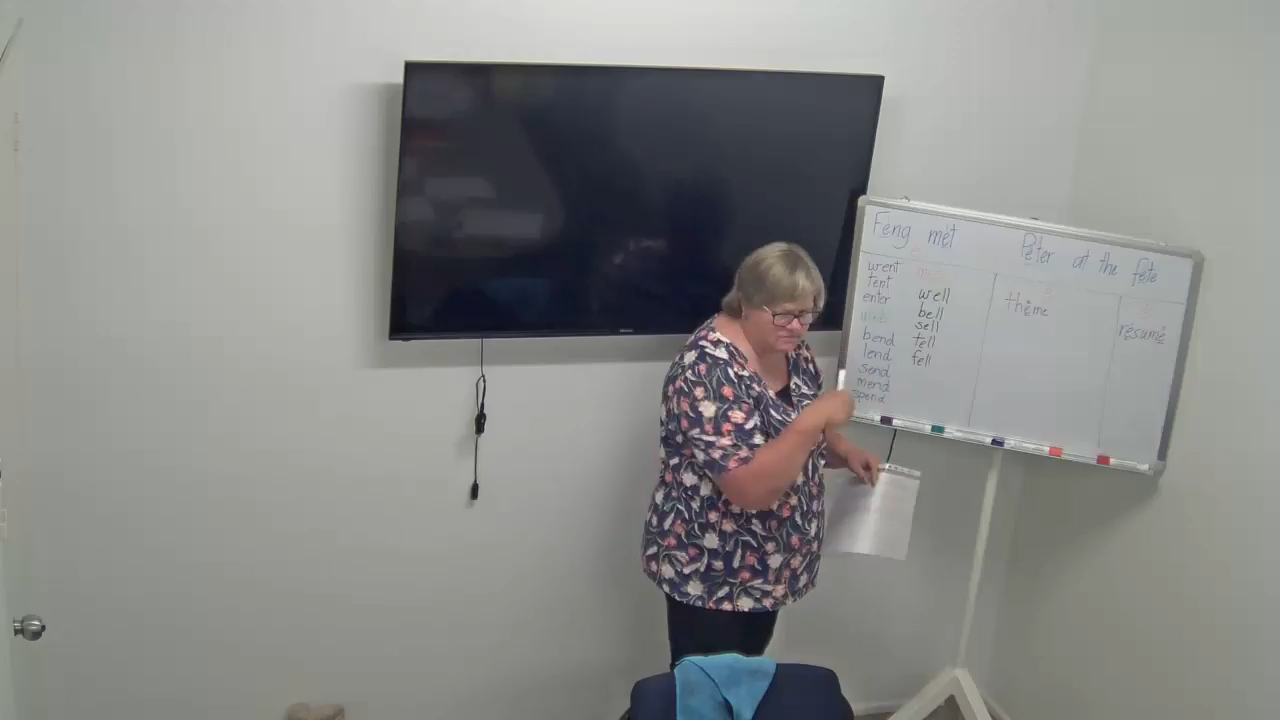 Feng met Peter at the fete
went
tent
enter
bend
lend
send
mend
spend
well
bell
sell
tell
fell
theme
résumé